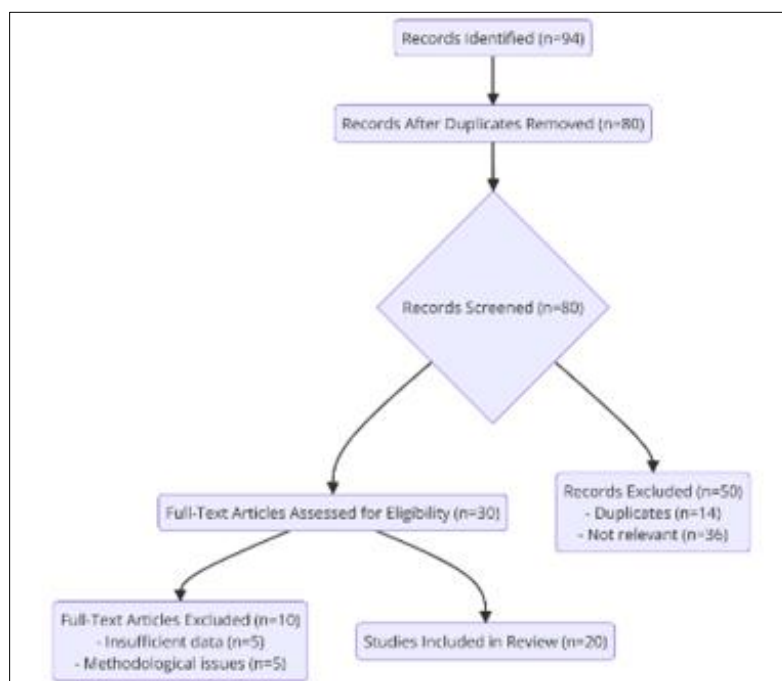 Records Identified (n=94)
Records After Duplicates Removed (n=80)
Records Screened (n=80)
Full-Text Articles Assessed for Eligibility (n=30)
Records Excluded (n=50)
- Duplicates (n=14)
- Not relevant (n=36)
Full-Text Articles Excluded (n=10)
- Insufficient data (n=5)
- Methodological issues (n=5)
Studies Included in Review (n=20)